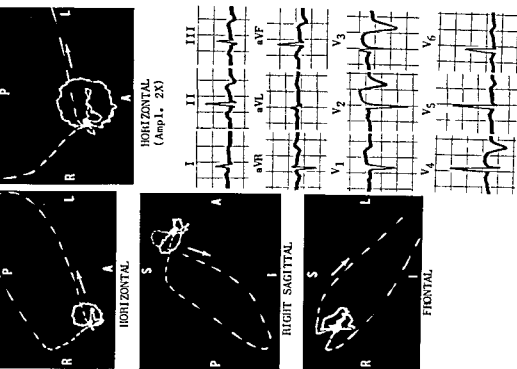 P
L
R
A
HORIZONTAL
(Ampl. 2X)
P
L
R
A
HORIZONTAL
S
A
P
I
RIGHT SAGITTAL
S
L
R
I
FRONTAL
I
II
III
aVR
aVL
aVF
V1
V2
V3
V4
V5
V6